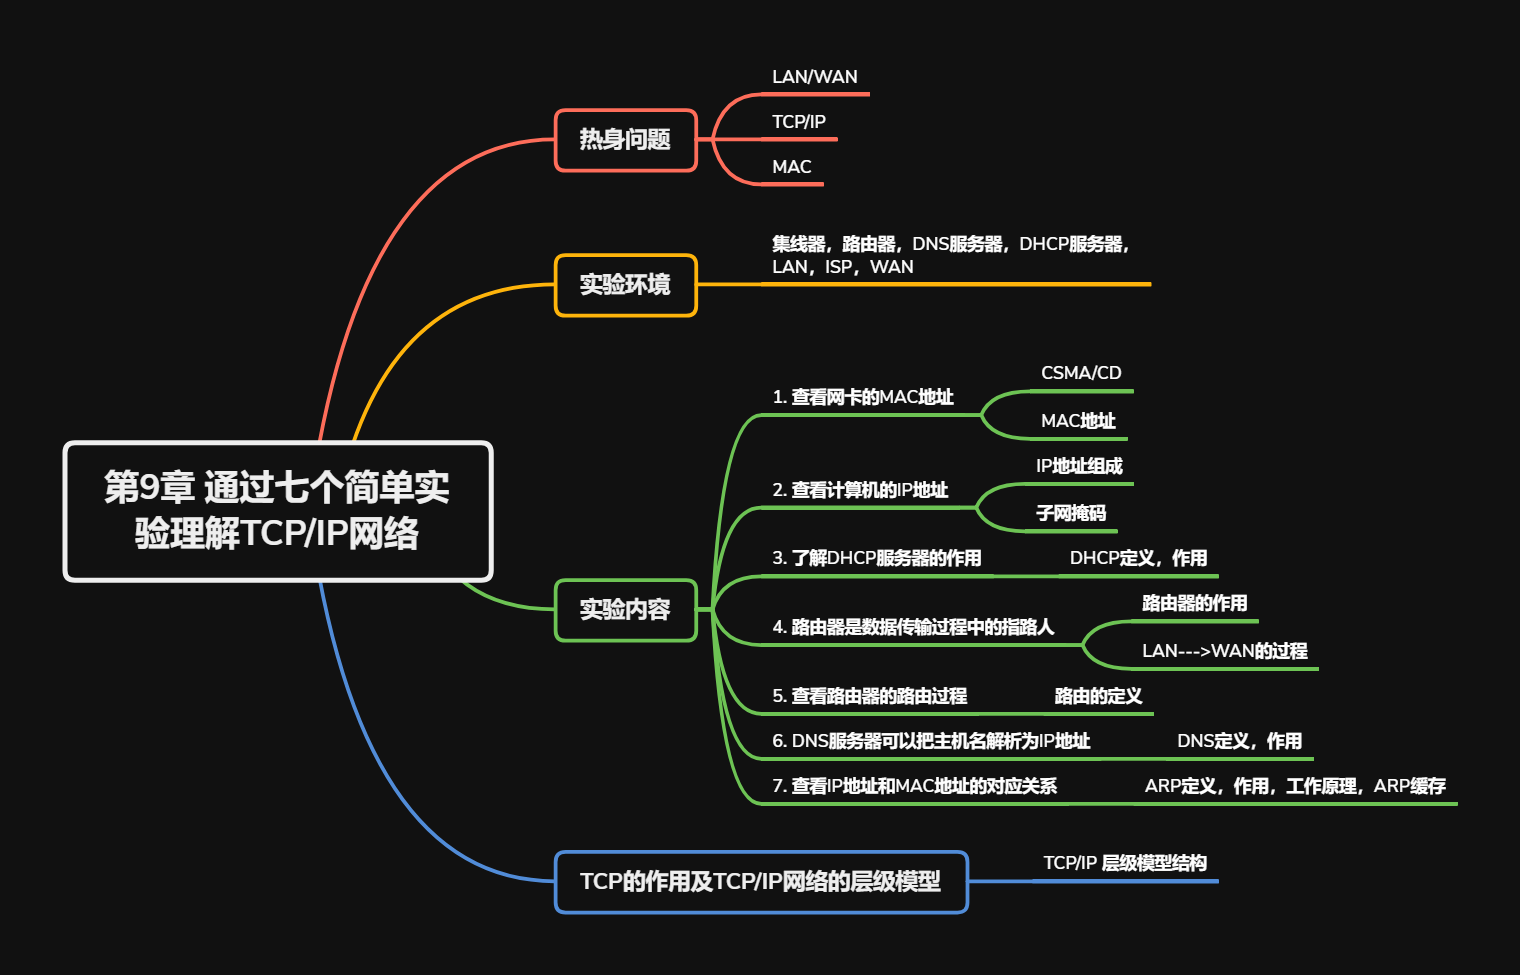 第9章 通过七个简单实
验理解TCP/IP网络
热身问题
LAN/WAN
TCP/IP
MAC
实验环境
集线器，路由器，DNS服务器，DHCP服务器，
LAN，ISP，WAN
实验内容
1. 查看网卡的MAC地址
CSMA/CD
MAC地址
2. 查看计算机的IP地址
IP地址组成
子网掩码
3. 了解DHCP服务器的作用
DHCP定义，作用
4. 路由器是数据传输过程中的指路人
路由器的作用
LAN--->WAN的过程
5. 查看路由器的路由过程
路由的定义
6. DNS服务器可以把主机名解析为IP地址
DNS定义，作用
7. 查看IP地址和MAC地址的对应关系
ARP定义，作用，工作原理，ARP缓存
TCP的作用及TCP/IP网络的层级模型
TCP/IP 层级模型结构